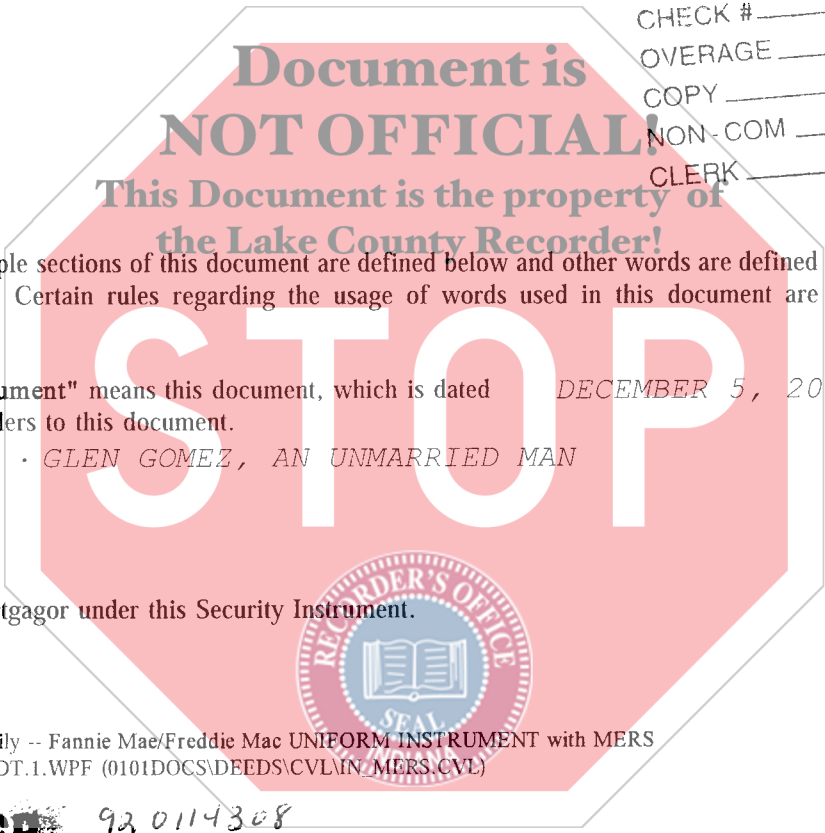 CHECK #
OVERAGE
COPY
NON-COM
CLERK
Document is
NOT OFFICIAL!
This Document is the property of
the Lake County Recorder!
ple sections of this document are defined below and other words are defined
Certain rules regarding the usage of words used in this document are
STOP
ument" means this document, which is dated DECEMBER 5, 20
ders to this document.
GLEN GOMEZ, AN UNMARRIED MAN
tgagor under this Security Instrument.
RECORDER'S OFFICE
SEAL
INDIANA
ily -- Fannie Mae/Freddie Mac UNIFORM INSTRUMENT with MERS
DT.1.WPF (0101DOCS\DEEDS\CVL\IN_MERS.CVL)
920114308